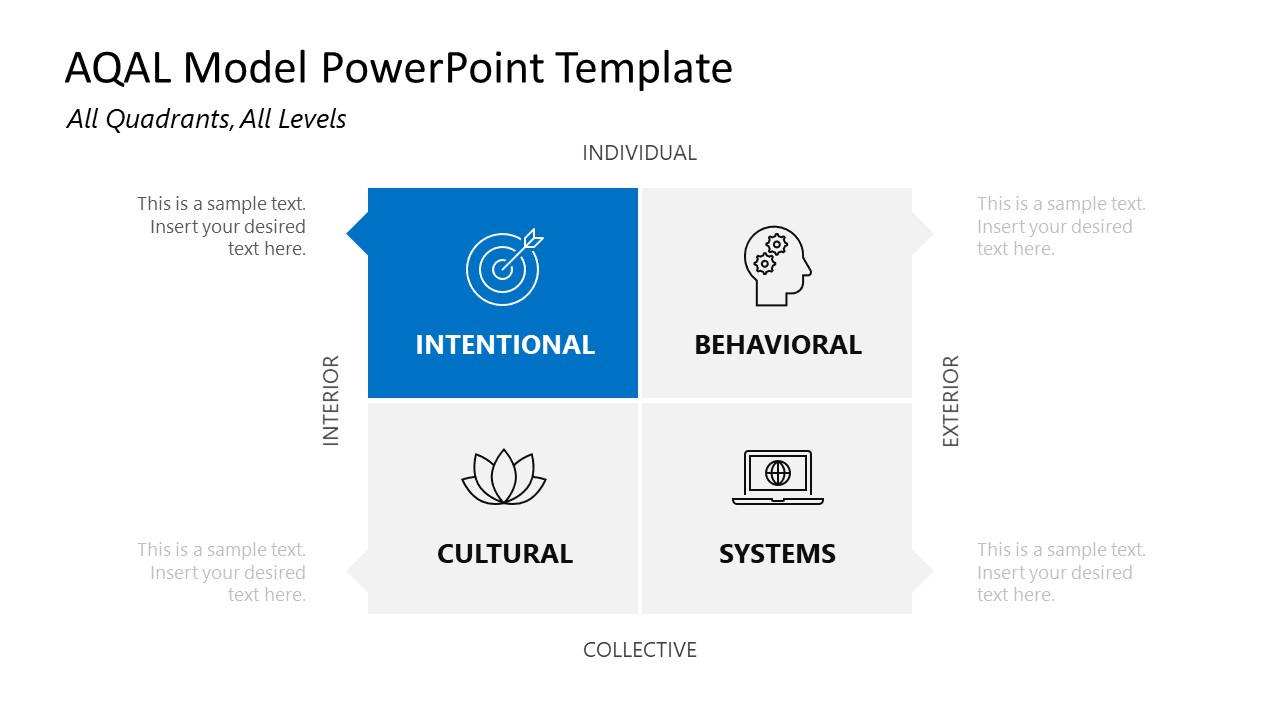 AQAL Model PowerPoint Template
All Quadrants, All Levels
INDIVIDUAL
This is a sample text.
Insert your desired
text here.
This is a sample text.
Insert your desired
text here.
INTENTIONAL
BEHAVIORAL
INTERIOR
EXTERIOR
CULTURAL
SYSTEMS
This is a sample text.
Insert your desired
text here.
This is a sample text.
Insert your desired
text here.
COLLECTIVE